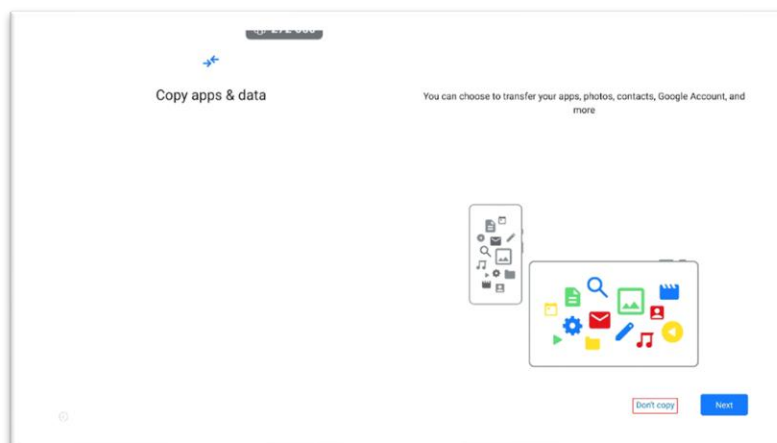 Copy apps & data
You can choose to transfer your apps, photos, contacts, Google Account, and
more
Don't copy
Next